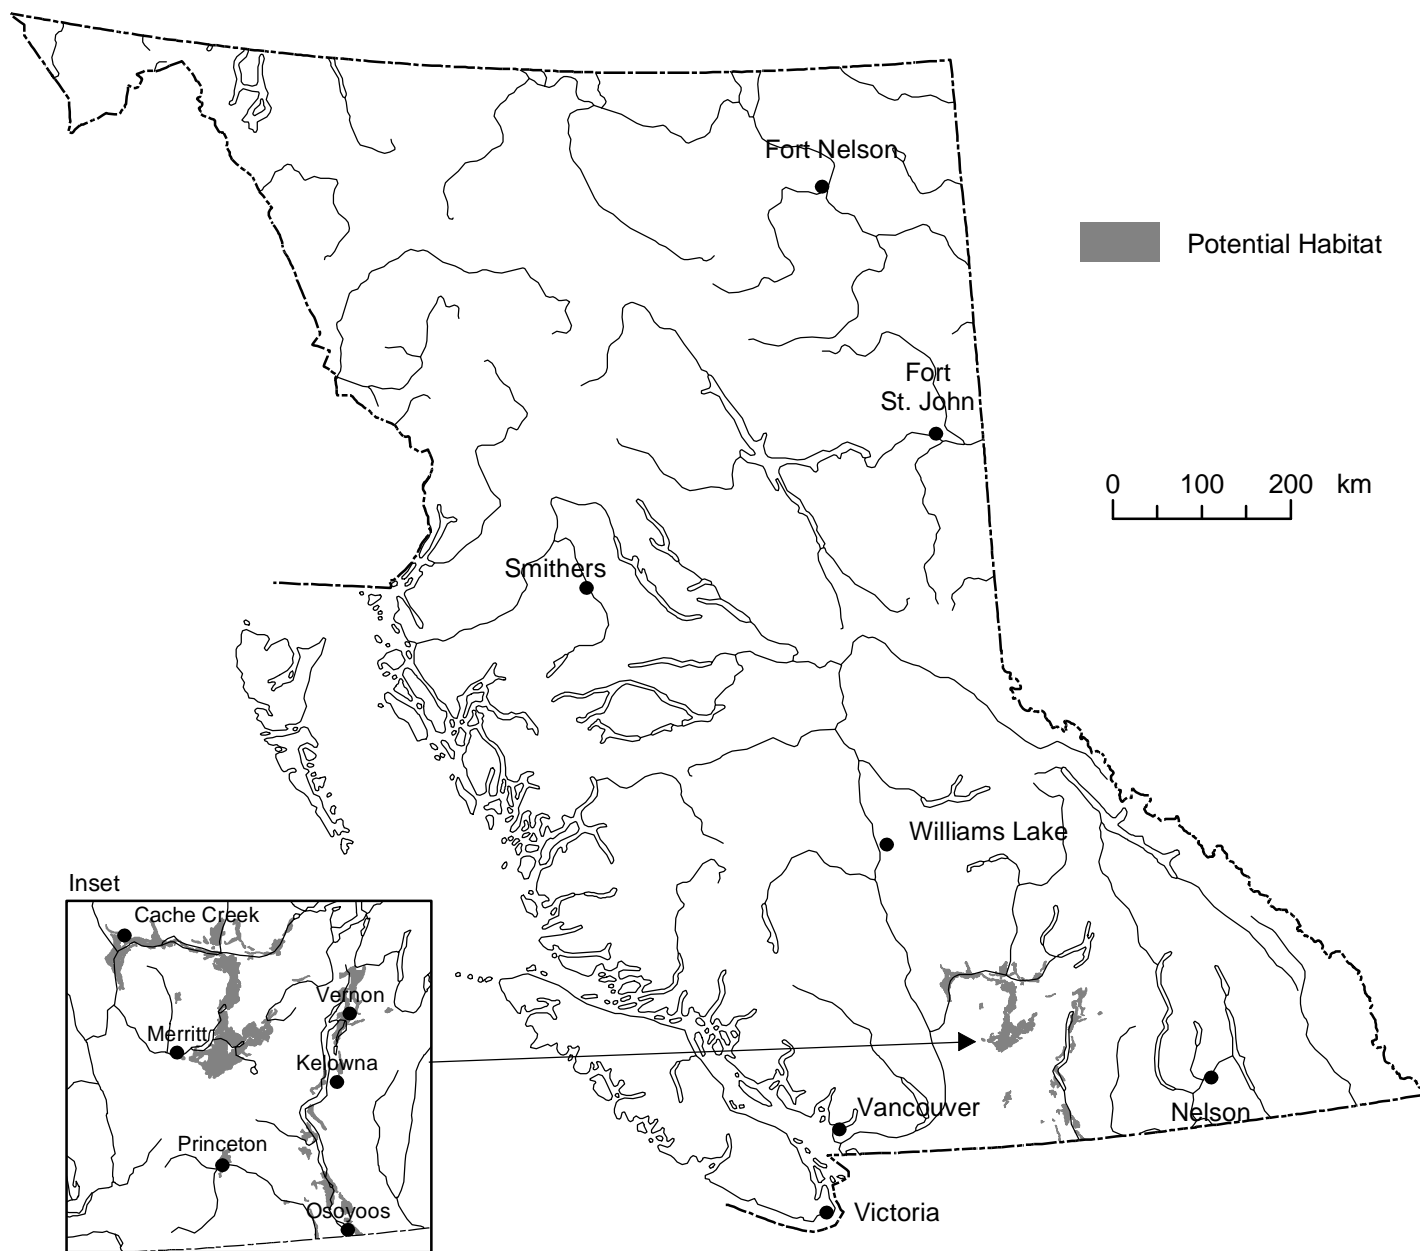 Fort Nelson
Potential Habitat
Fort
St. John
0 100 200 km
Smithers
Williams Lake
Inset
Cache Creek
Vernon
Merritt
Kelowna
Vancouver
Nelson
Princeton
Osoyoos
Victoria